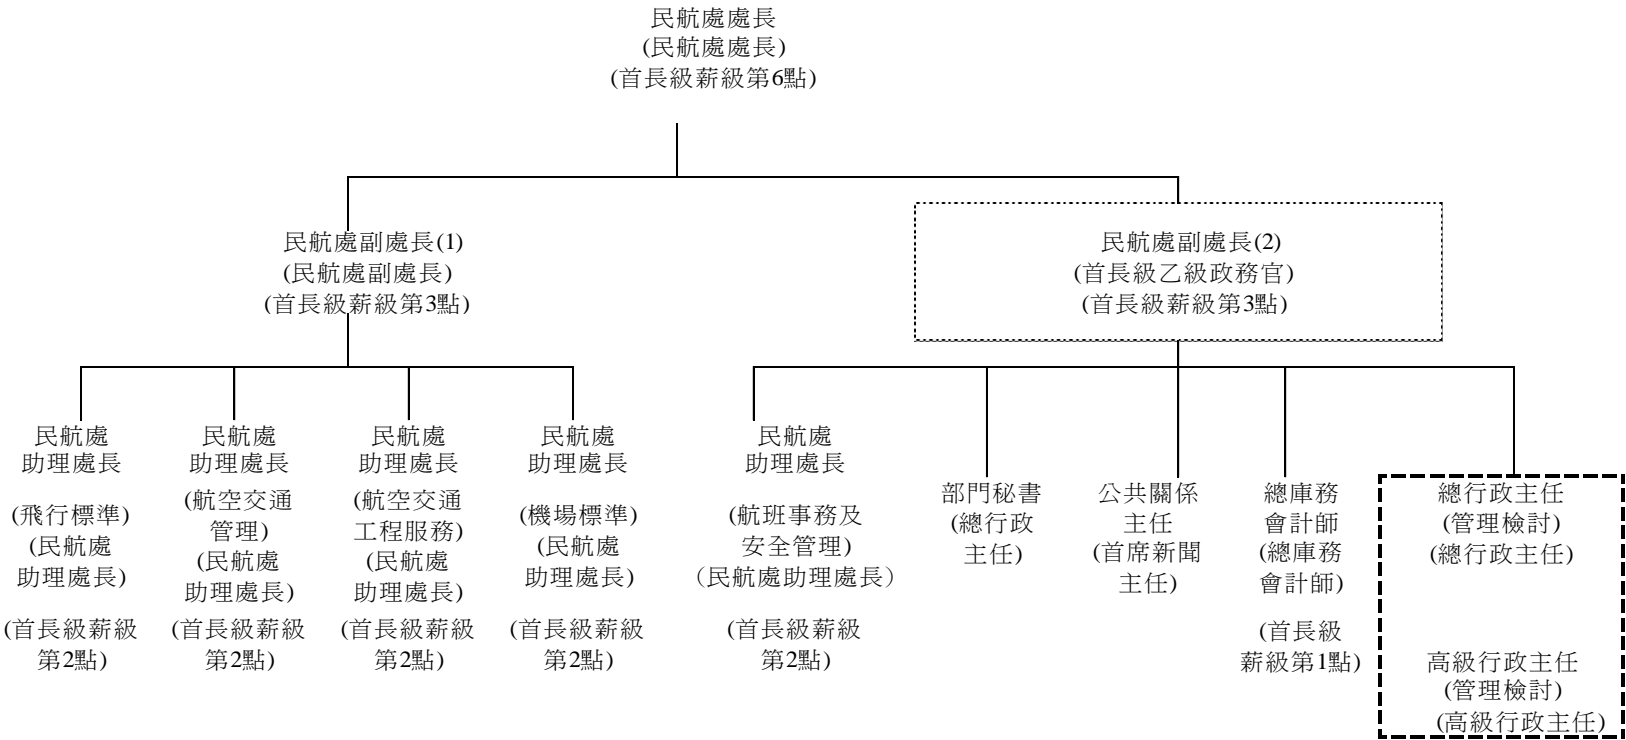 民航處處長
(民航處處長)
(首長級薪級第6點)
民航處副處長(1)
(民航處副處長)
(首長級薪級第3點)
民航處副處長(2)
(首長級乙級政務官)
(首長級薪級第3點)
民航處
助理處長
(飛行標準)
(民航處
助理處長)
(首長級薪級
第2點)
民航處
助理處長
(航空交通
管理)
(民航處
助理處長)
(首長級薪級
第2點)
民航處
助理處長
(航空交通
工程服務)
(民航處
助理處長)
(首長級薪級
第2點)
民航處
助理處長
(機場標準)
(民航處
助理處長)
(首長級薪級
第2點)
民航處
助理處長
(航班事務及
安全管理)
（民航處助理處長）
(首長級薪級
第2點)
部門秘書
(總行政
主任)
公共關係
主任
(首席新聞
主任)
總庫務
會計師
(總庫務
會計師)
(首長級
薪級第1點)
總行政主任
(管理檢討)
(總行政主任)
高級行政主任
(管理檢討)
(高級行政主任)